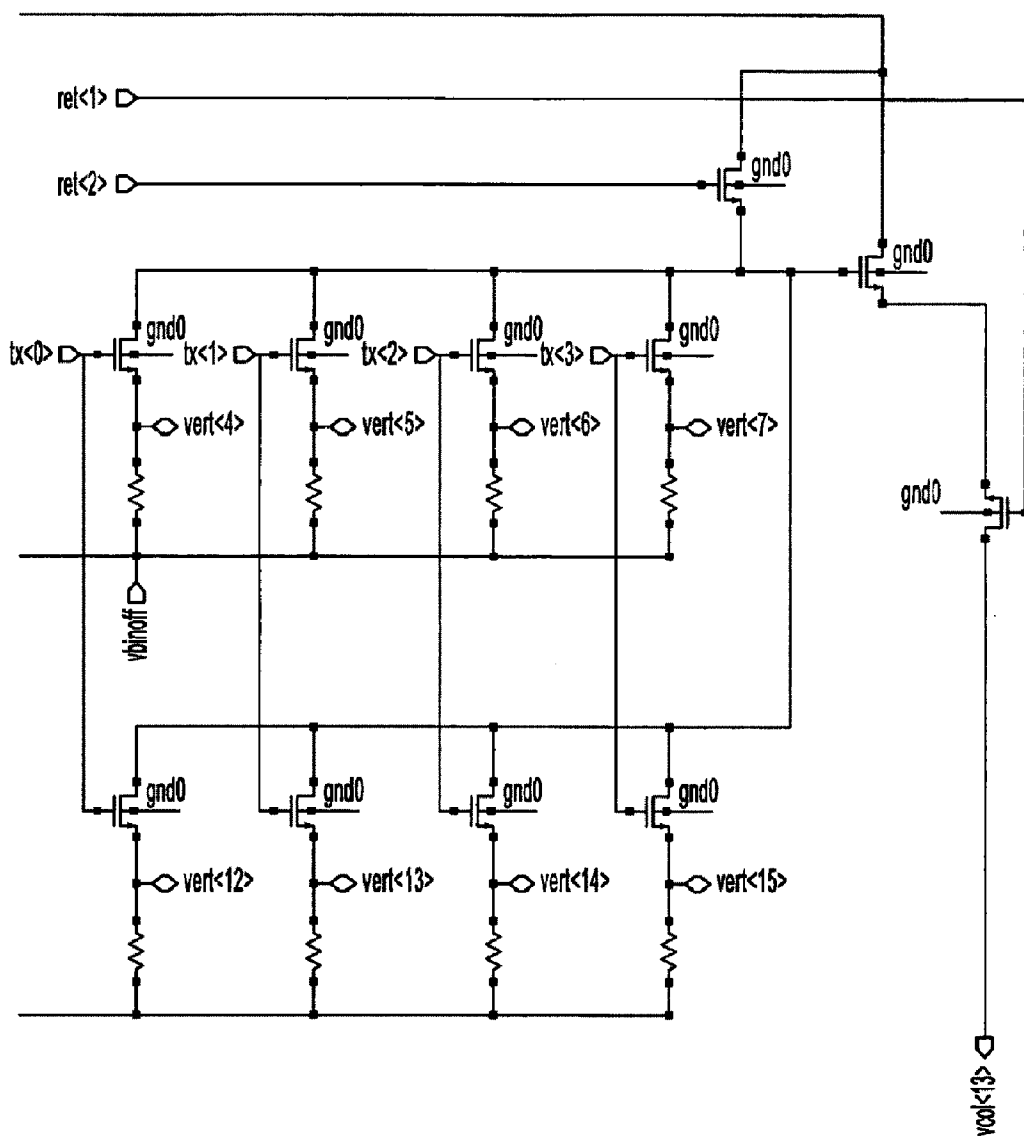 ret<1>
ret<2>
gnd0
gnd0
tx<0>
gnd0
tx<1>
gnd0
tx<2>
gnd0
tx<3>
gnd0
vert<4>
vert<5>
vert<6>
vert<7>
gnd0
vbinoff
gnd0
gnd0
gnd0
gnd0
vert<12>
vert<13>
vert<14>
vert<15>
vcol<13>